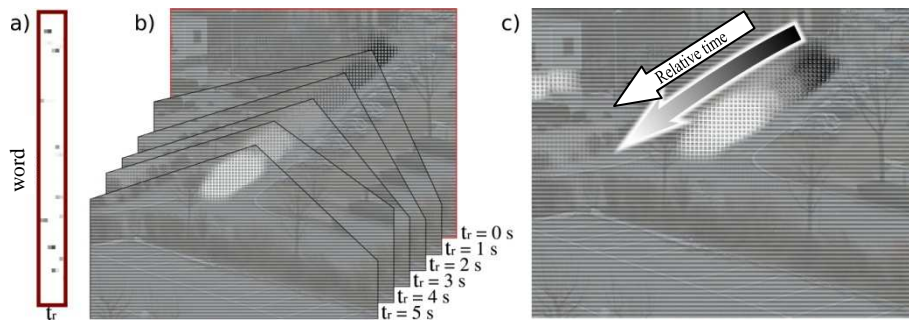 a)
word
tr
b)
tr = 0 s
tr = 1 s
tr = 2 s
tr = 3 s
tr = 4 s
tr = 5 s
c)
Relative time